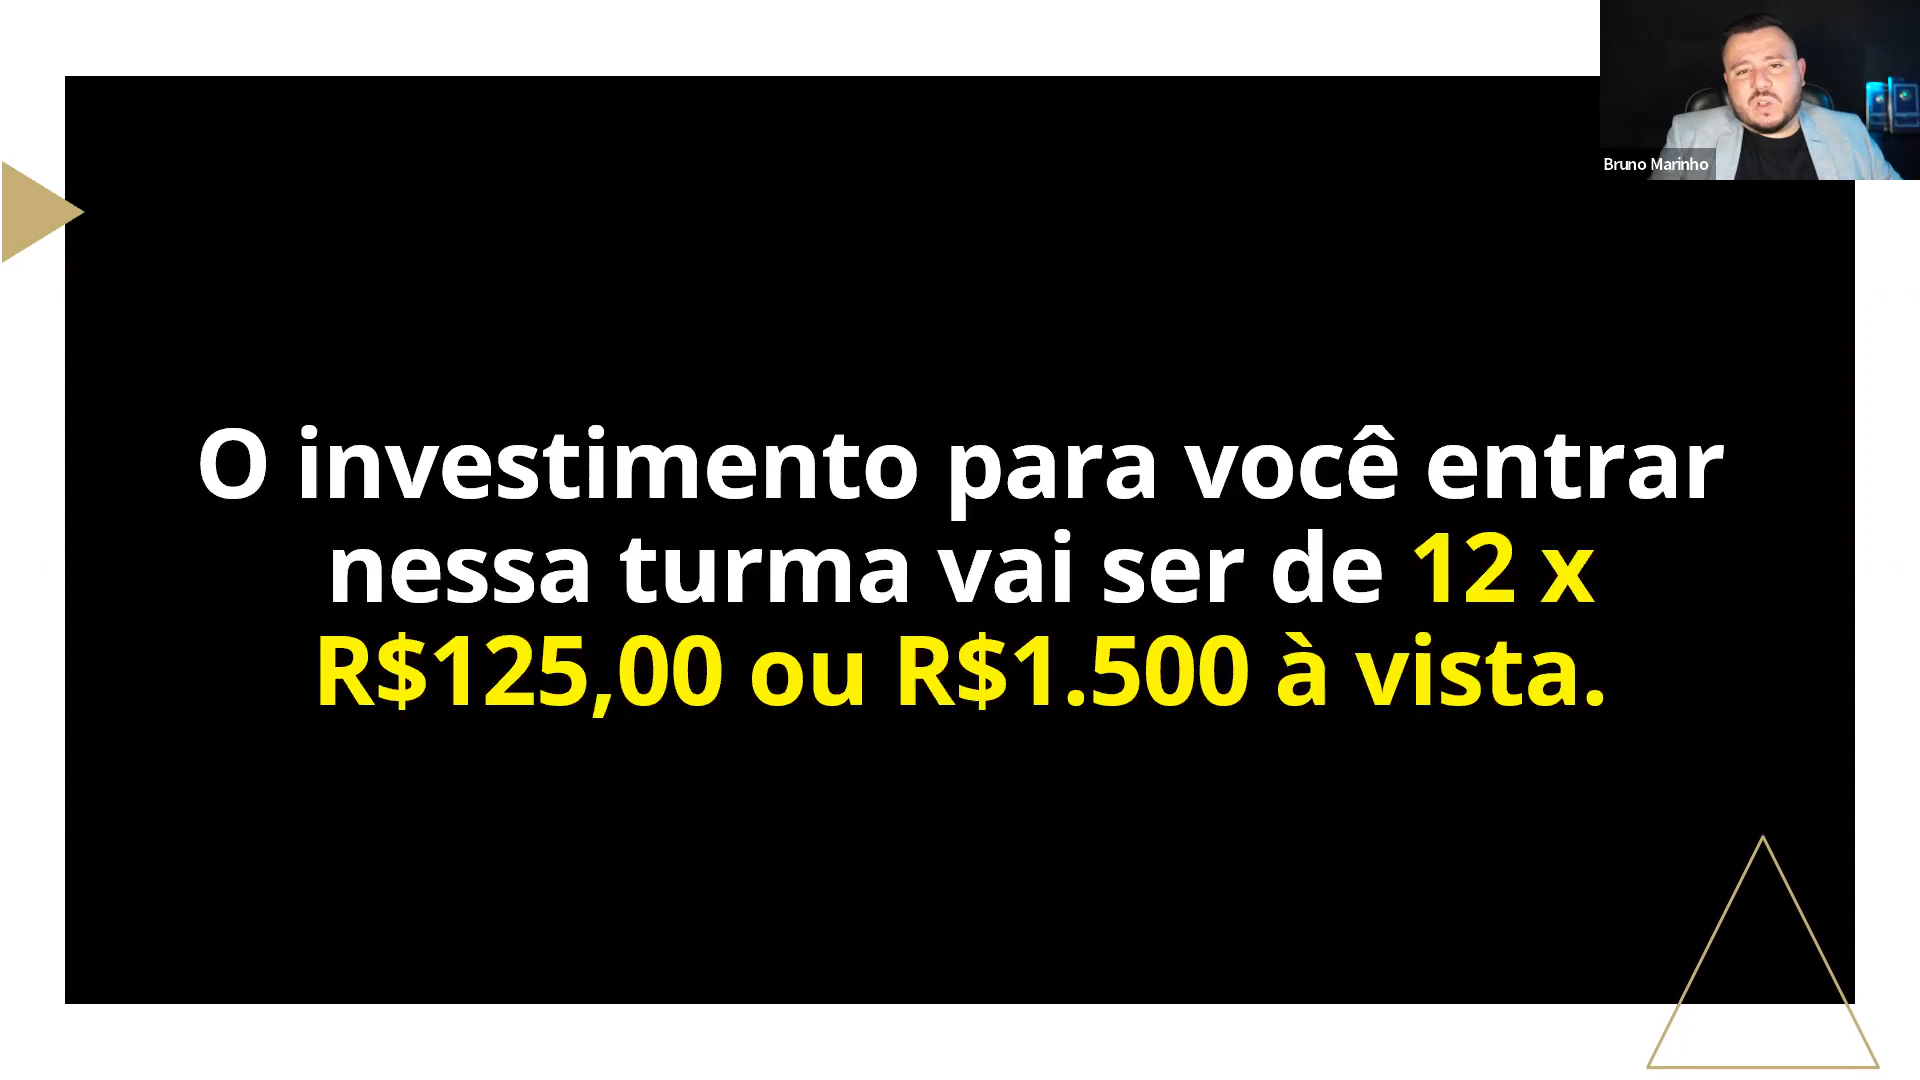 Bruno Marinho
O investimento para você entrar
nessa turma vai ser de 12 x
R$125,00 ou R$1.500 à vista.